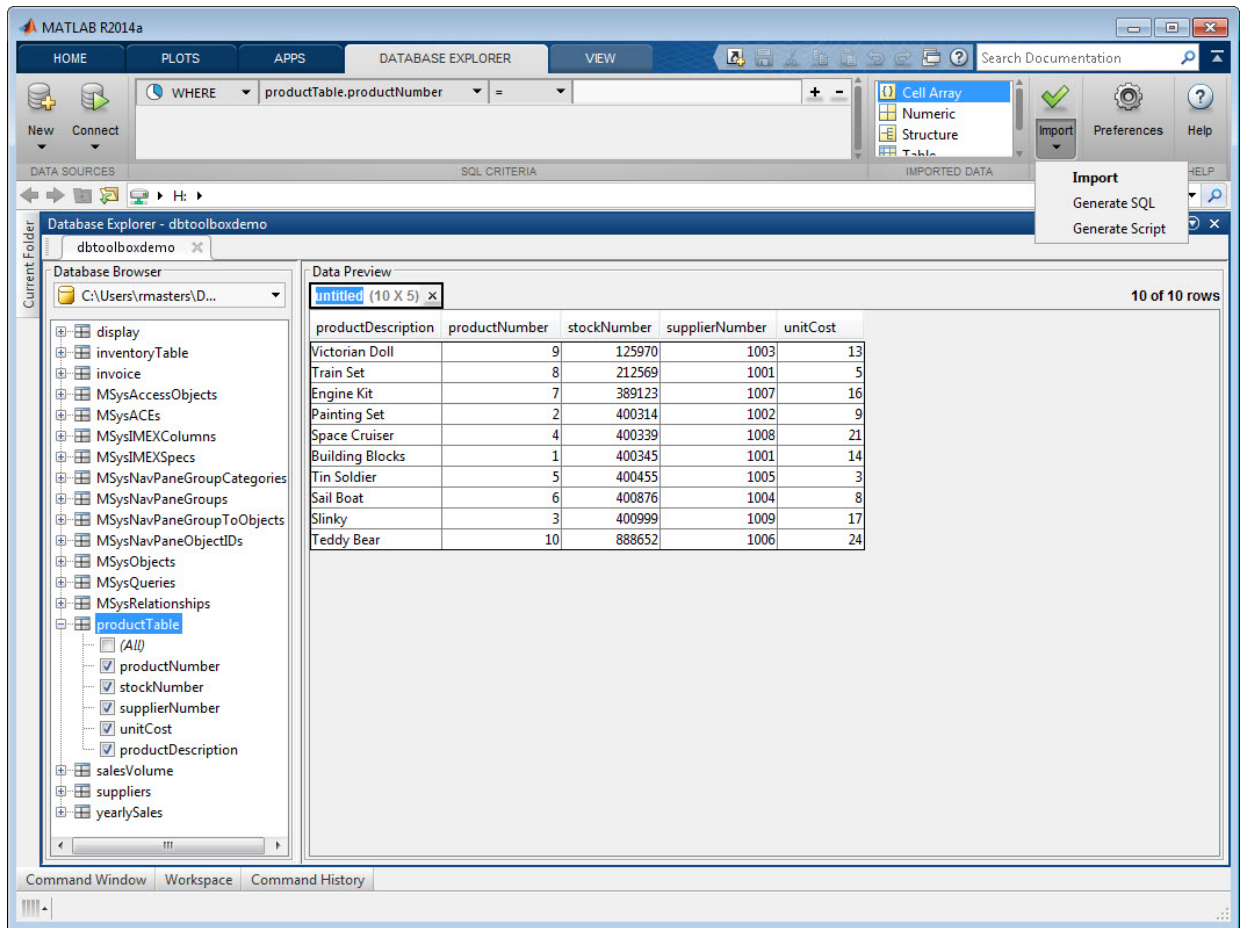 MATLAB R2014a
HOME PLOTS APPS DATABASE EXPLORER VIEW Search Documentation
WHERE productTable.productNumber = + -
Cell Array
Numeric
Structure
Table
New Connect Import Preferences Help
DATA SOURCES SQL CRITERIA IMPORTED DATA HELP
Import
Generate SQL
Generate Script
H:
Current Folder
Database Explorer - dbtoolboxdemo
dbtoolboxdemo
Database Browser
C:\Users\rmasters\D...
display
inventoryTable
invoice
MSysAccessObjects
MSysACEs
MSysIMEXColumns
MSysIMEXSpecs
MSysNavPaneGroupCategories
MSysNavPaneGroups
MSysNavPaneGroupToObjects
MSysNavPaneObjectIDs
MSysObjects
MSysQueries
MSysRelationships
productTable
(All)
productNumber
stockNumber
supplierNumber
unitCost
productDescription
salesVolume
suppliers
yearlySales
Data Preview
untitled (10 X 5)
10 of 10 rows
productDescription productNumber stockNumber supplierNumber unitCost
Victorian Doll 9 125970 1003 13
Train Set 8 212569 1001 5
Engine Kit 7 389123 1007 16
Painting Set 2 400314 1002 9
Space Cruiser 4 400339 1008 21
Building Blocks 1 400345 1001 14
Tin Soldier 5 400455 1005 3
Sail Boat 6 400876 1004 8
Slinky 3 400999 1009 17
Teddy Bear 10 888652 1006 24
Command Window Workspace Command History